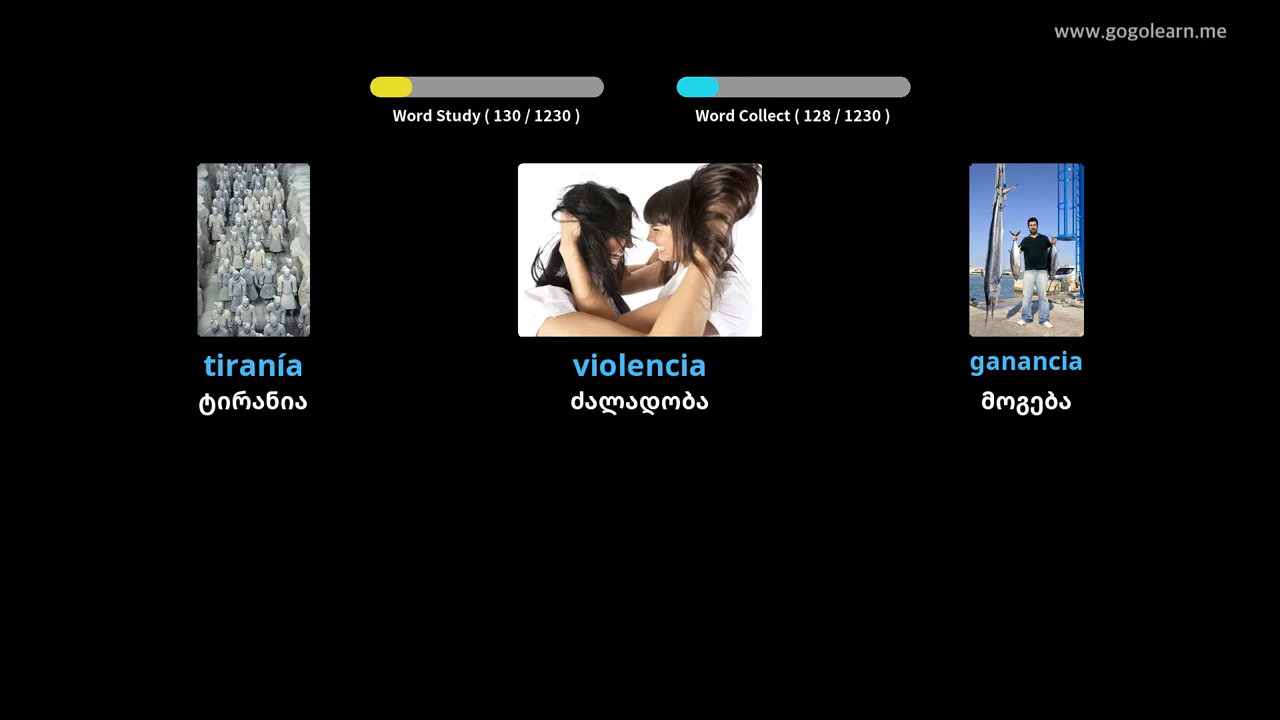 www.gogolearn.me
Word Study ( 130 / 1230 )
Word Collect ( 128 / 1230 )
tiranía
violencia
ganancia
ტირანია
ძალადობა
მოგება